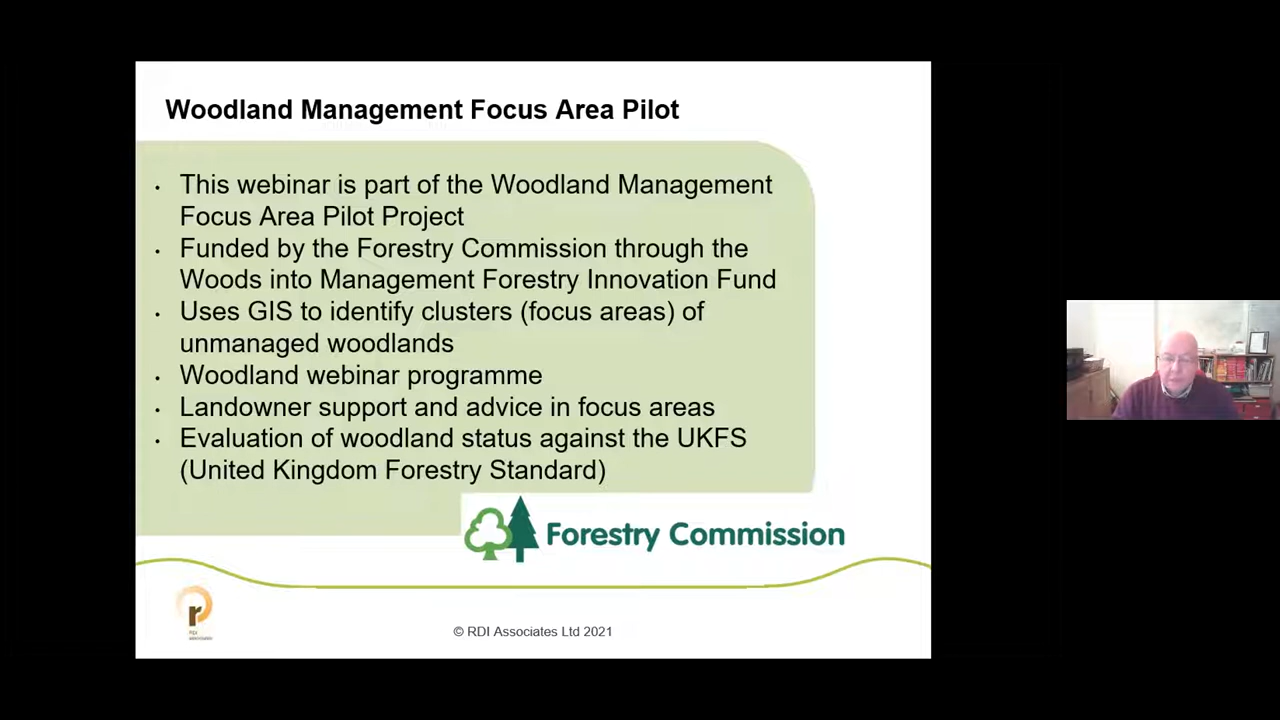 Woodland Management Focus Area Pilot
• This webinar is part of the Woodland Management
Focus Area Pilot Project
• Funded by the Forestry Commission through the
Woods into Management Forestry Innovation Fund
• Uses GIS to identify clusters (focus areas) of
unmanaged woodlands
• Woodland webinar programme
• Landowner support and advice in focus areas
• Evaluation of woodland status against the UKFS
(United Kingdom Forestry Standard)
Forestry Commission
r
© RDI Associates Ltd 2021